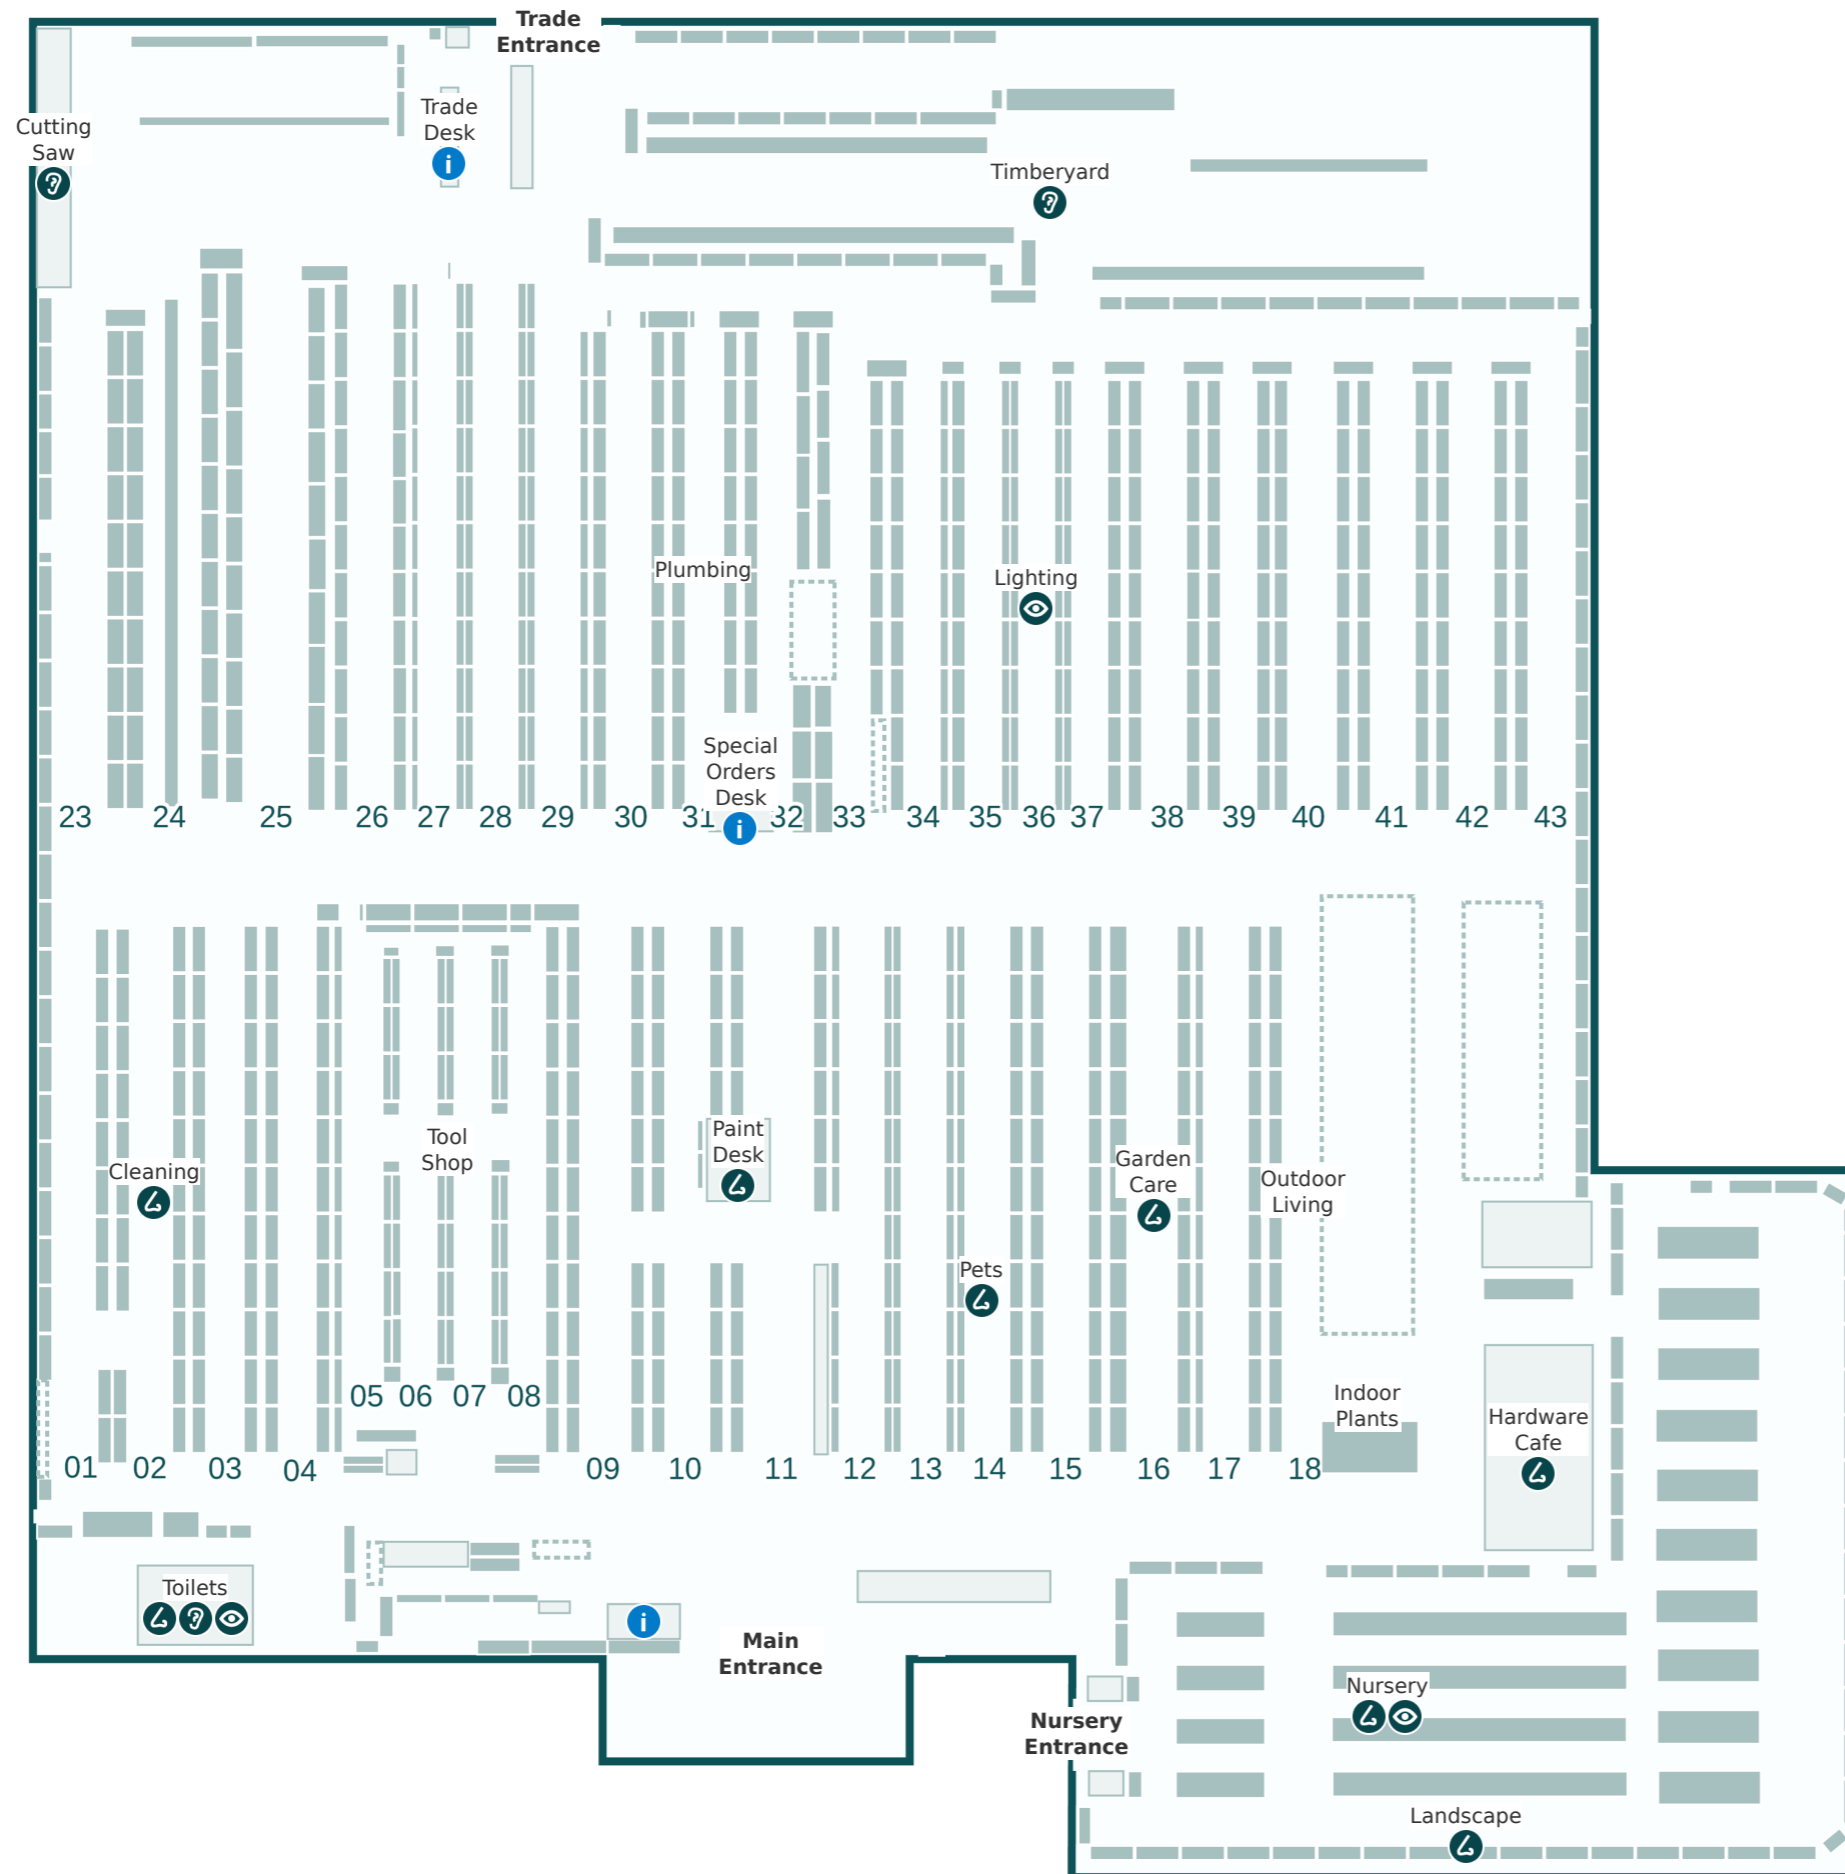 Trade
Entrance
Trade
Desk
Cutting
Saw
Timberyard
Plumbing
Lighting
Special
Orders
Desk
23
24
25
26
27
28
29
30
31
32
33
34
35
36
37
38
39
40
41
42
43
Tool
Shop
Paint
Desk
Cleaning
Garden
Care
Outdoor
Living
Pets
05
06
07
08
Indoor
Plants
Hardware
Cafe
01
02
03
04
09
10
11
12
13
14
15
16
17
18
Toilets
Main
Entrance
Nursery
Nursery
Entrance
Landscape